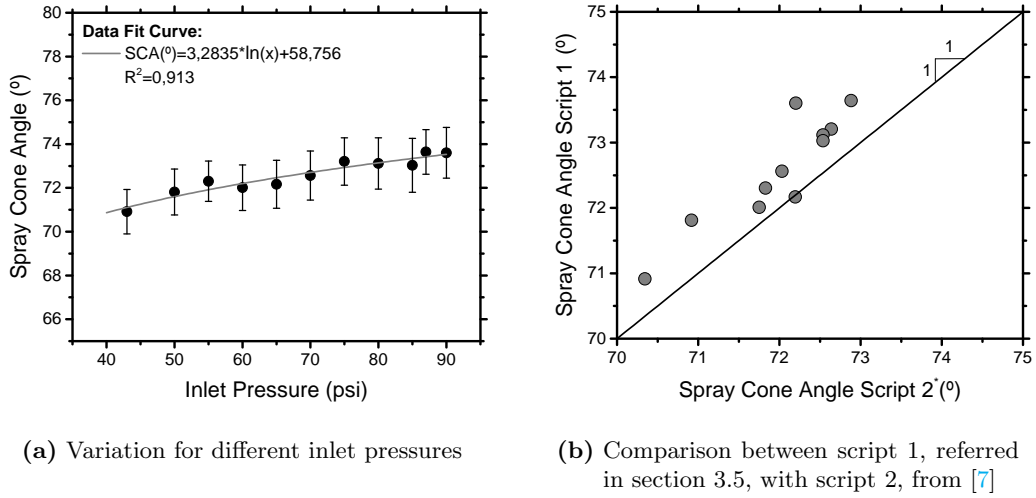 80
78
76
74
72
70
68
66
40
50
60
70
80
90
Spray Cone Angle (º)
Inlet Pressure (psi)
Data Fit Curve:
SCA(º)=3,2835*ln(x)+58,756
R²=0,913
75
74
73
72
71
70
70
71
72
73
74
75
Spray Cone Angle Script 1 (º)
Spray Cone Angle Script 2*(º)
1
1
(a) Variation for different inlet pressures
(b) Comparison between script 1, referred
in section 3.5, with script 2, from [7]